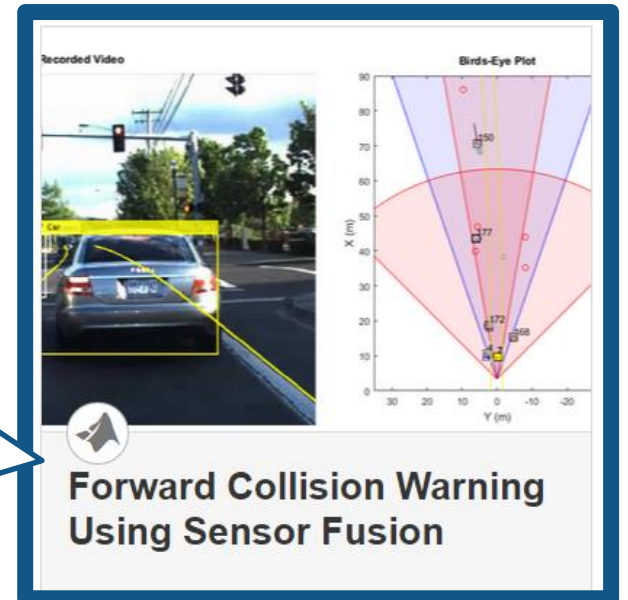 Recorded Video
Car
Birds-Eye Plot
90
80
70
60
50
40
30
20
10
0
X (m)
150
177
172
168
30 20 10 0 -10 -20
Y (m)
Forward Collision Warning
Using Sensor Fusion